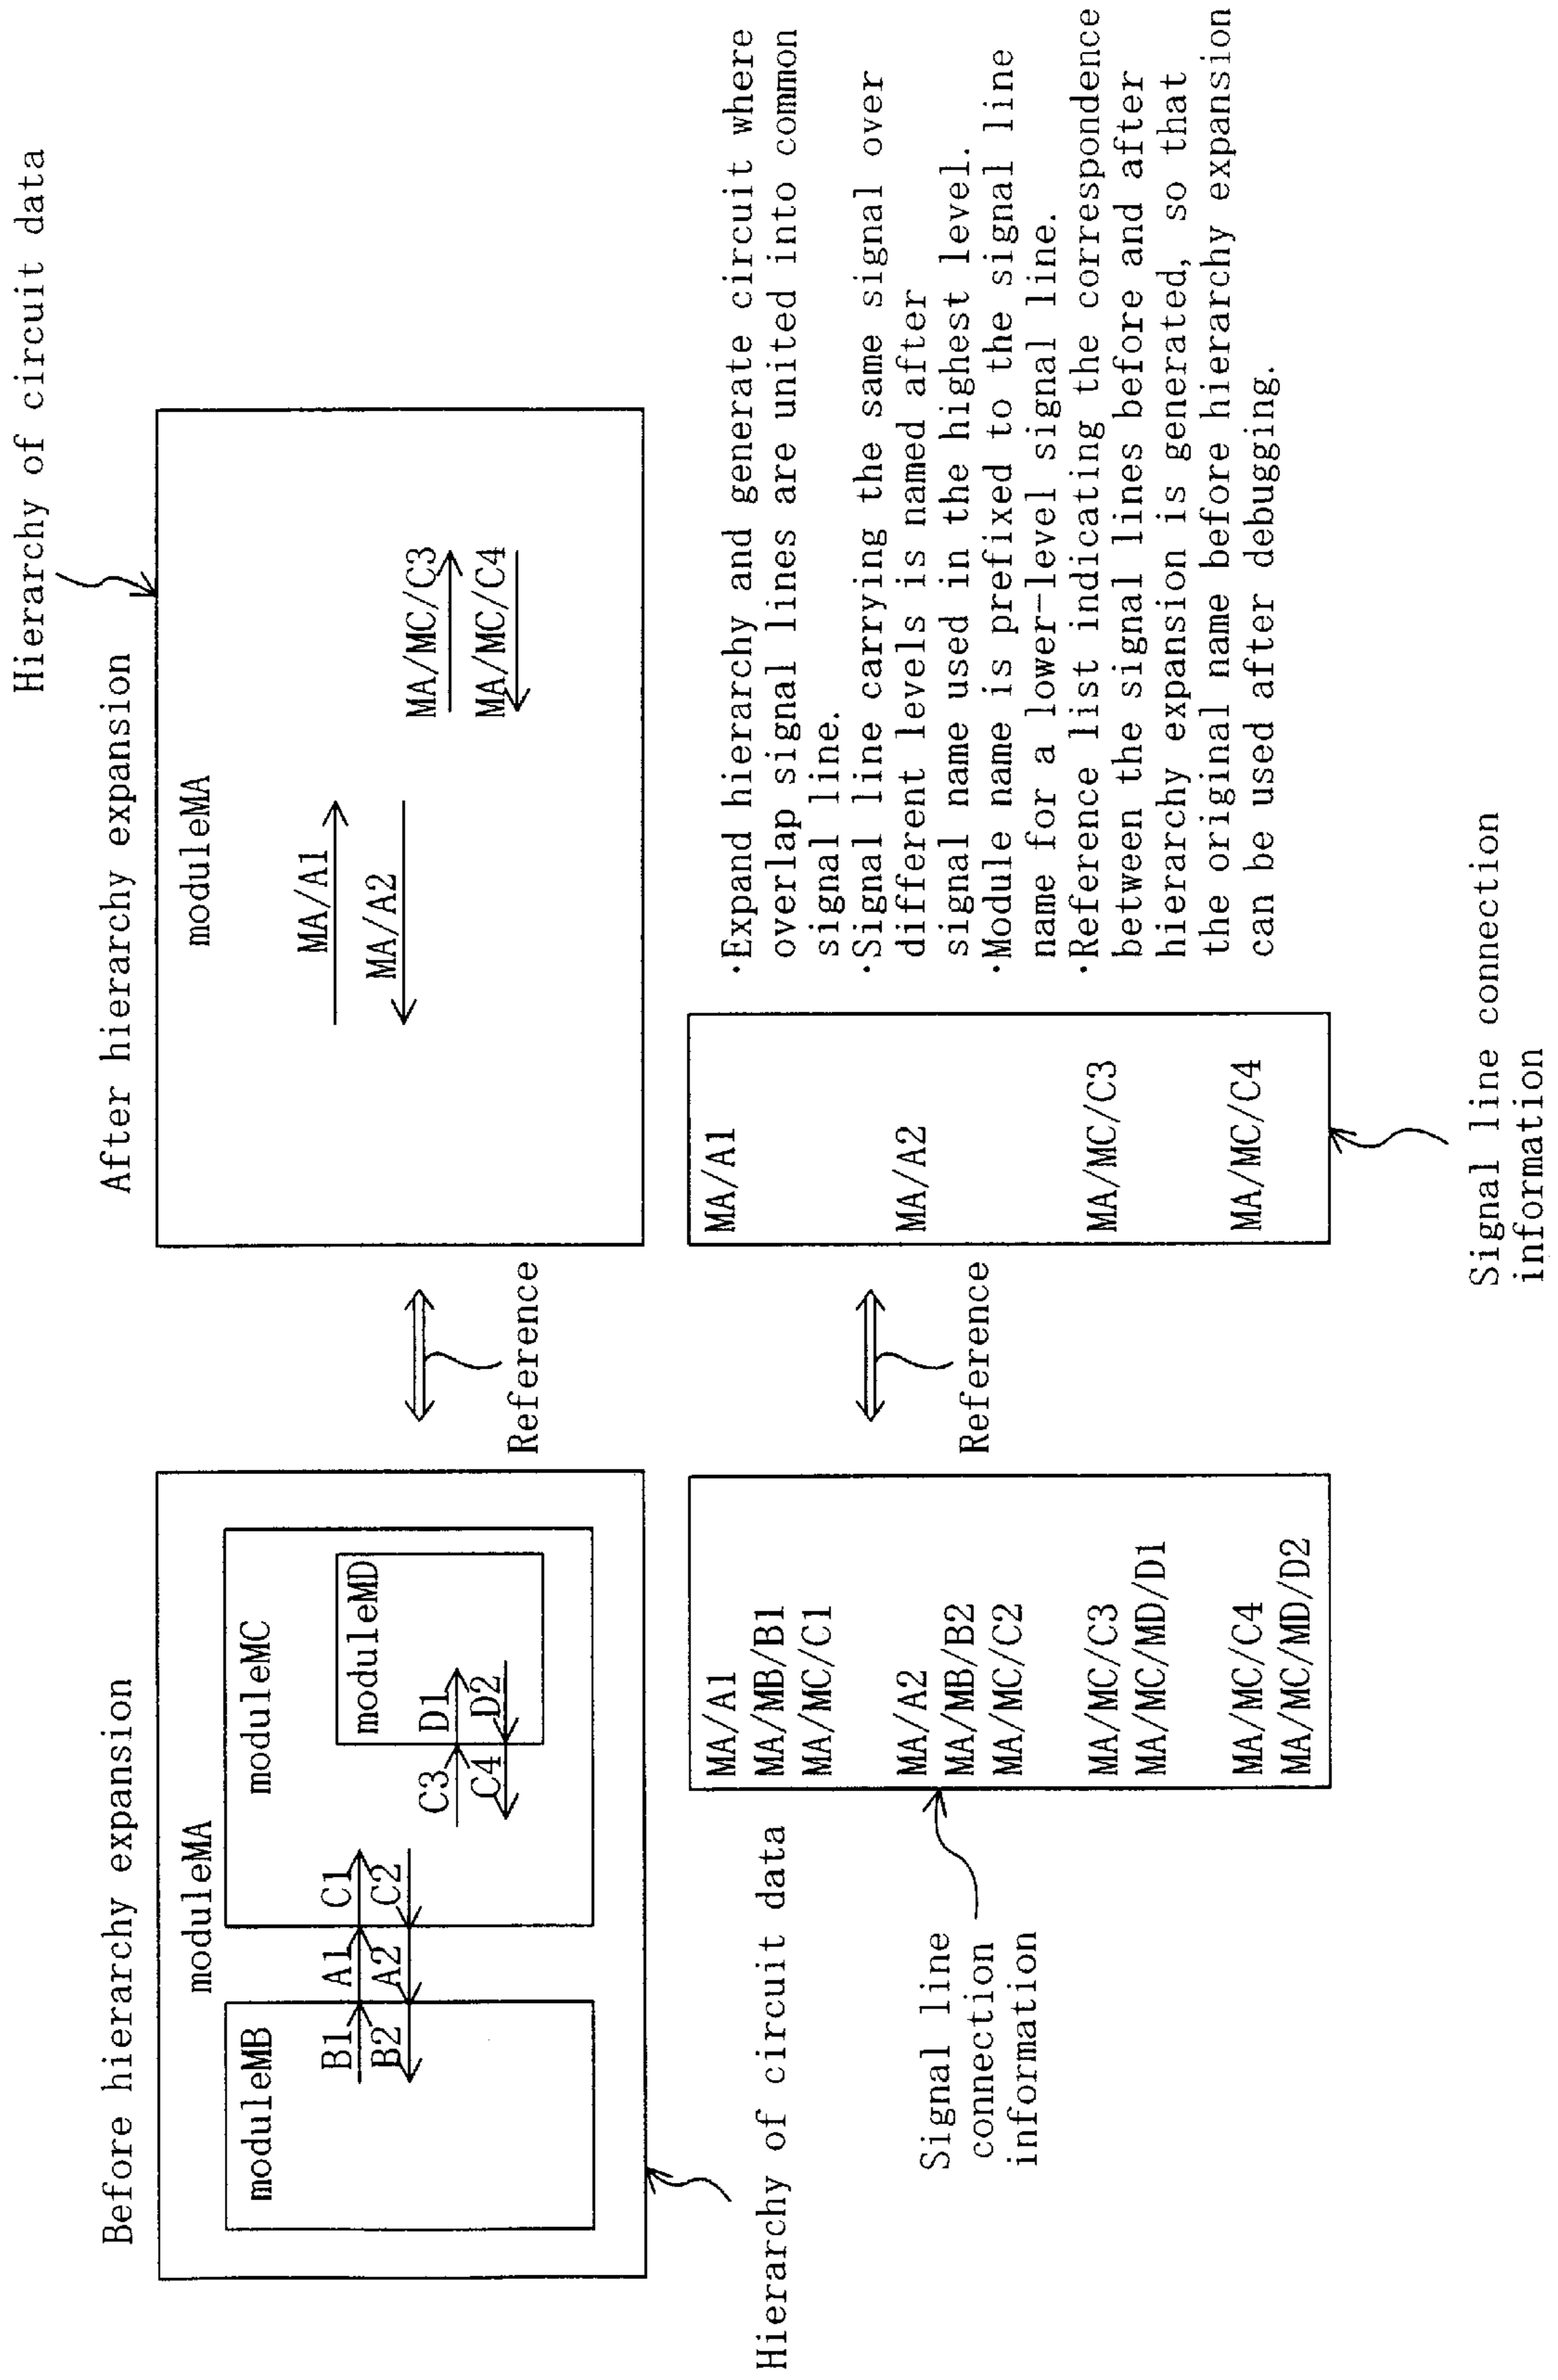 Before hierarchy expansion
moduleMA
moduleMB
B1
B2
A1
A2
moduleMC
C1
C2
C3
C4
moduleMD
D1
D2
Hierarchy of circuit data
Reference
After hierarchy expansion
Hierarchy of circuit data
moduleMA
MA/A1
MA/A2
MA/MC/C3
MA/MC/C4
MA/A1
MA/MB/B1
MA/MC/C1
MA/A2
MA/MB/B2
MA/MC/C2
MA/MC/C3
MA/MC/MD/D1
MA/MC/C4
MA/MC/MD/D2
Signal line
connection
information
Reference
MA/A1
MA/A2
MA/MC/C3
MA/MC/C4
Signal line connection
information
·Expand hierarchy and generate circuit where
overlap signal lines are united into common
signal line.
·Signal line carrying the same signal over
different levels is named after
signal name used in the highest level.
·Module name is prefixed to the signal line
name for a lower-level signal line.
·Reference list indicating the correspondence
between the signal lines before and after
hierarchy expansion is generated, so that
the original name before hierarchy expansion
can be used after debugging.